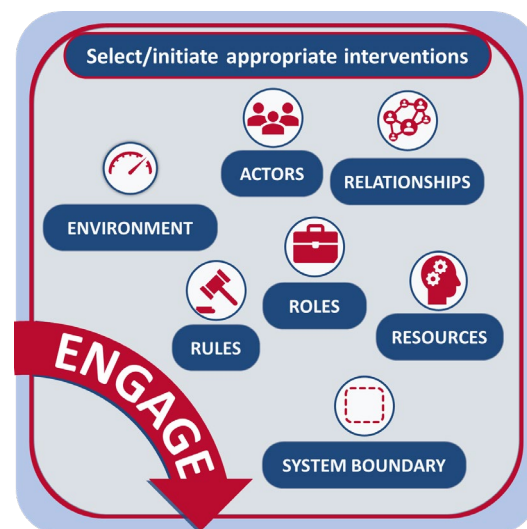 Select/initiate appropriate interventions
ACTORS
RELATIONSHIPS
ENVIRONMENT
ROLES
RULES
RESOURCES
ENGAGE
SYSTEM BOUNDARY